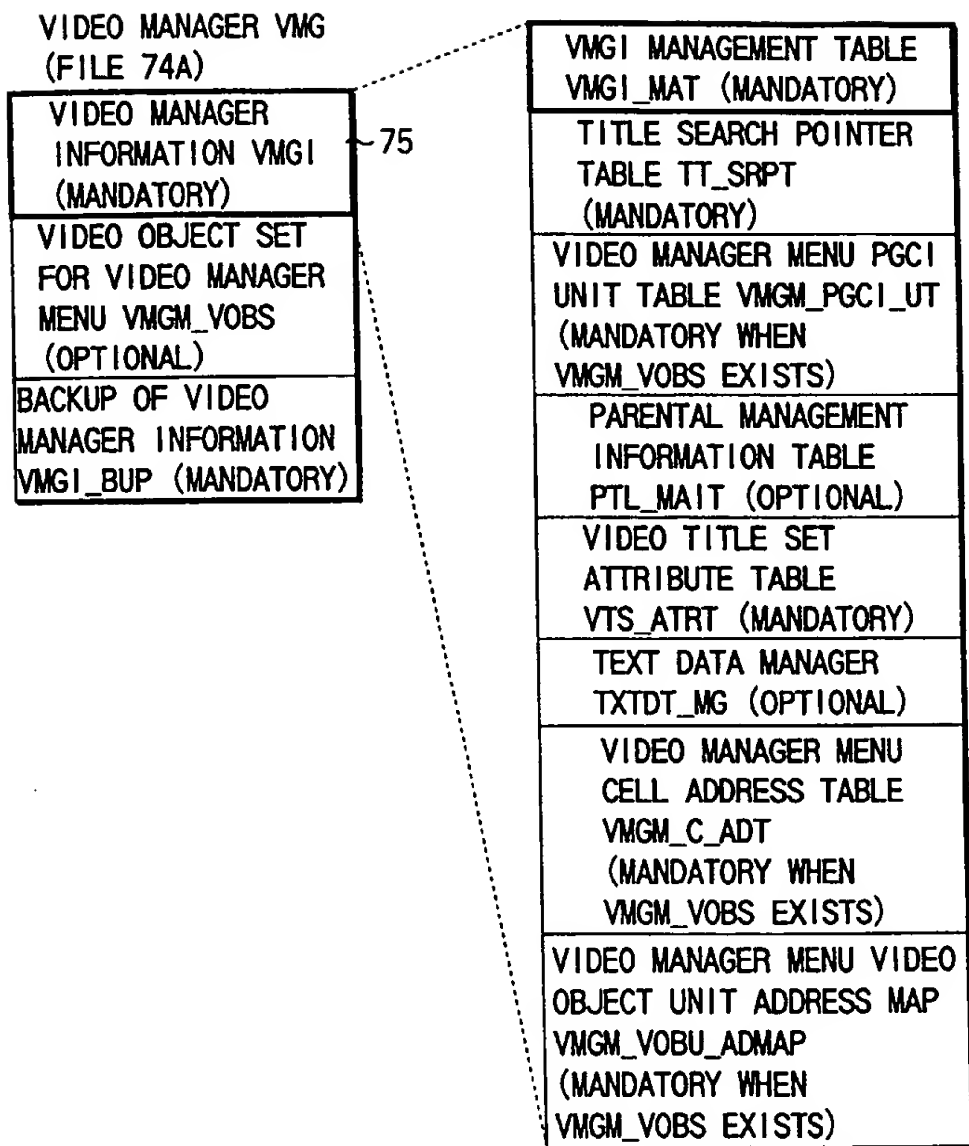 VIDEO MANAGER VMG
(FILE 74A)
VIDEO MANAGER
INFORMATION VMGI
(MANDATORY)
75
VIDEO OBJECT SET
FOR VIDEO MANAGER
MENU VMGM_VOBS
(OPTIONAL)
BACKUP OF VIDEO
MANAGER INFORMATION
VMGI_BUP (MANDATORY)
VMGI MANAGEMENT TABLE
VMGI_MAT (MANDATORY)
TITLE SEARCH POINTER
TABLE TT_SRPT
(MANDATORY)
VIDEO MANAGER MENU PGCI
UNIT TABLE VMGM_PGCI_UT
(MANDATORY WHEN
VMGM_VOBS EXISTS)
PARENTAL MANAGEMENT
INFORMATION TABLE
PTL_MAIT (OPTIONAL)
VIDEO TITLE SET
ATTRIBUTE TABLE
VTS_ATRT (MANDATORY)
TEXT DATA MANAGER
TXTDT_MG (OPTIONAL)
VIDEO MANAGER MENU
CELL ADDRESS TABLE
VMGM_C_ADT
(MANDATORY WHEN
VMGM_VOBS EXISTS)
VIDEO MANAGER MENU VIDEO
OBJECT UNIT ADDRESS MAP
VMGM_VOBU_ADMAP
(MANDATORY WHEN
VMGM_VOBS EXISTS)